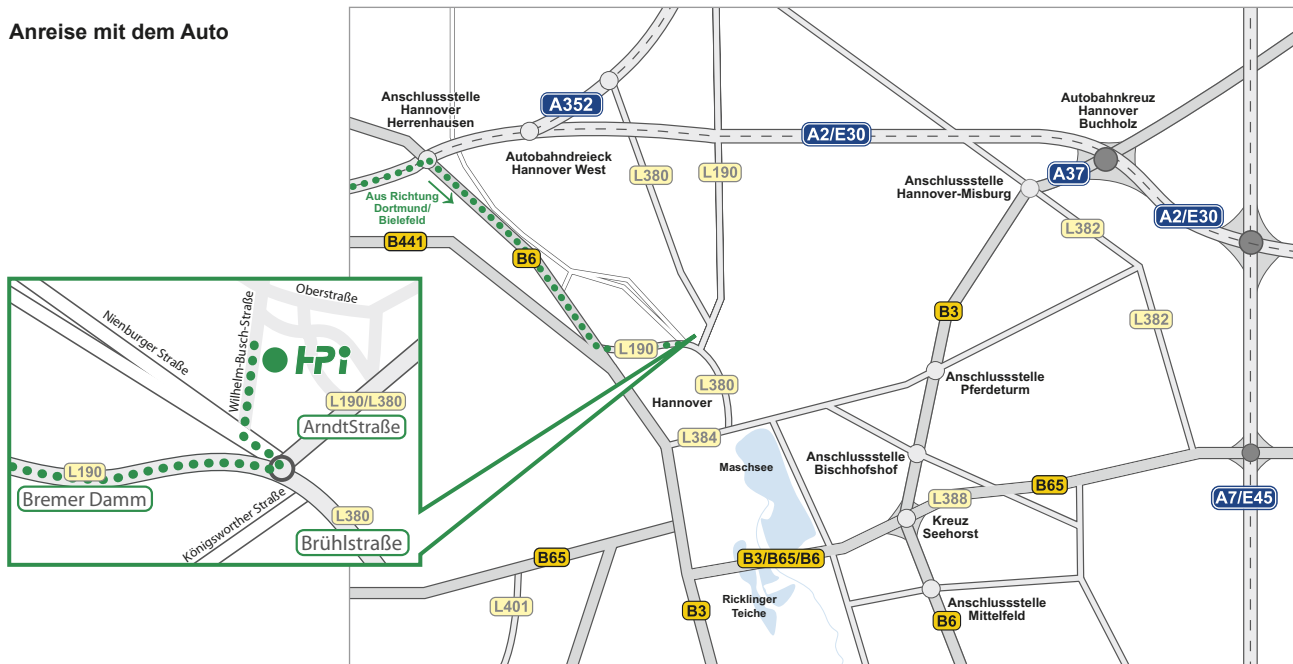 Anreise mit dem Auto
Anschlussstelle
Hannover
Herrenhausen
A352
Autobahndreieck
Hannover West
A2/E30
Autobahnkreuz
Hannover
Buchholz
A37
Anschlussstelle
Hannover-Misburg
A2/E30
L380
L190
L382
Aus Richtung
Dortmund/
Bielefeld
B441
B6
B3
L382
L190
L380
Hannover
Anschlussstelle
Pferdeturm
L384
Maschsee
Anschlussstelle
Bischhofshof
B65
L388
A7/E45
Kreuz
Seehorst
B65
B3/B65/B6
L401
B3
Ricklinger
Teiche
Anschlussstelle
Mittelfeld
B6
Oberstraße
Nienburger Straße
Wilhelm-Busch-Straße
HPi
L190/L380
ArndtStraße
L190
Bremer Damm
Königsworther Straße
L380
Brühlstraße